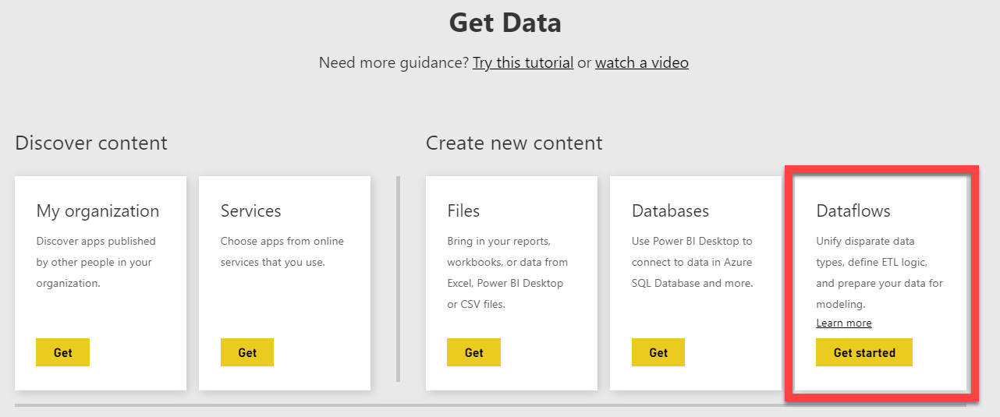 Get Data
Need more guidance? Try this tutorial or watch a video
Discover content
My organization
Discover apps published
by other people in your
organization.
Get
Services
Choose apps from online
services that you use.
Get
Create new content
Files
Bring in your reports,
workbooks, or data from
Excel, Power BI Desktop
or CSV files.
Get
Databases
Use Power BI Desktop to
connect to data in Azure
SQL Database and more.
Get
Dataflows
Unify disparate data
types, define ETL logic,
and prepare your data for
modeling.
Learn more
Get started